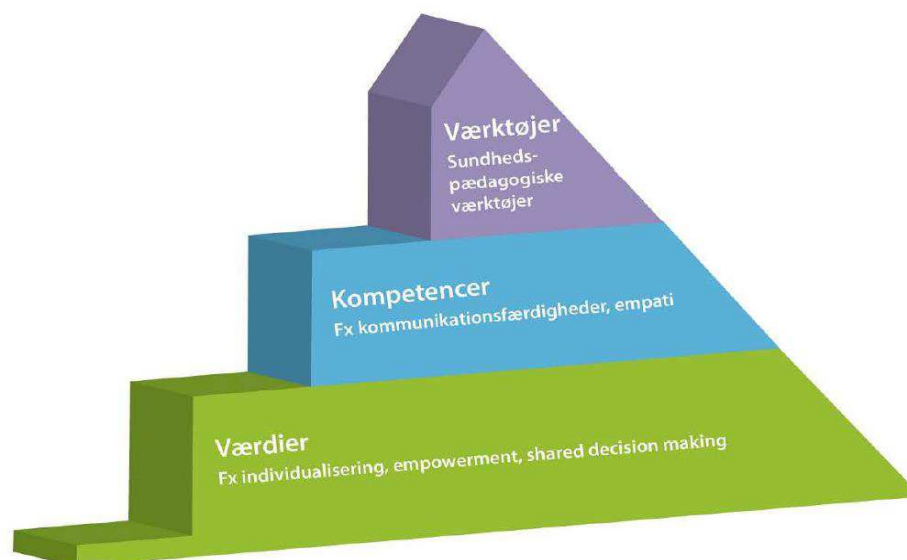 Værktøjer
Sundheds-
pædagogiske
værktøjer
Kompetencer
Fx kommunikationsfærdigheder, empati
Værdier
Fx individualisering, empowerment, shared decision making